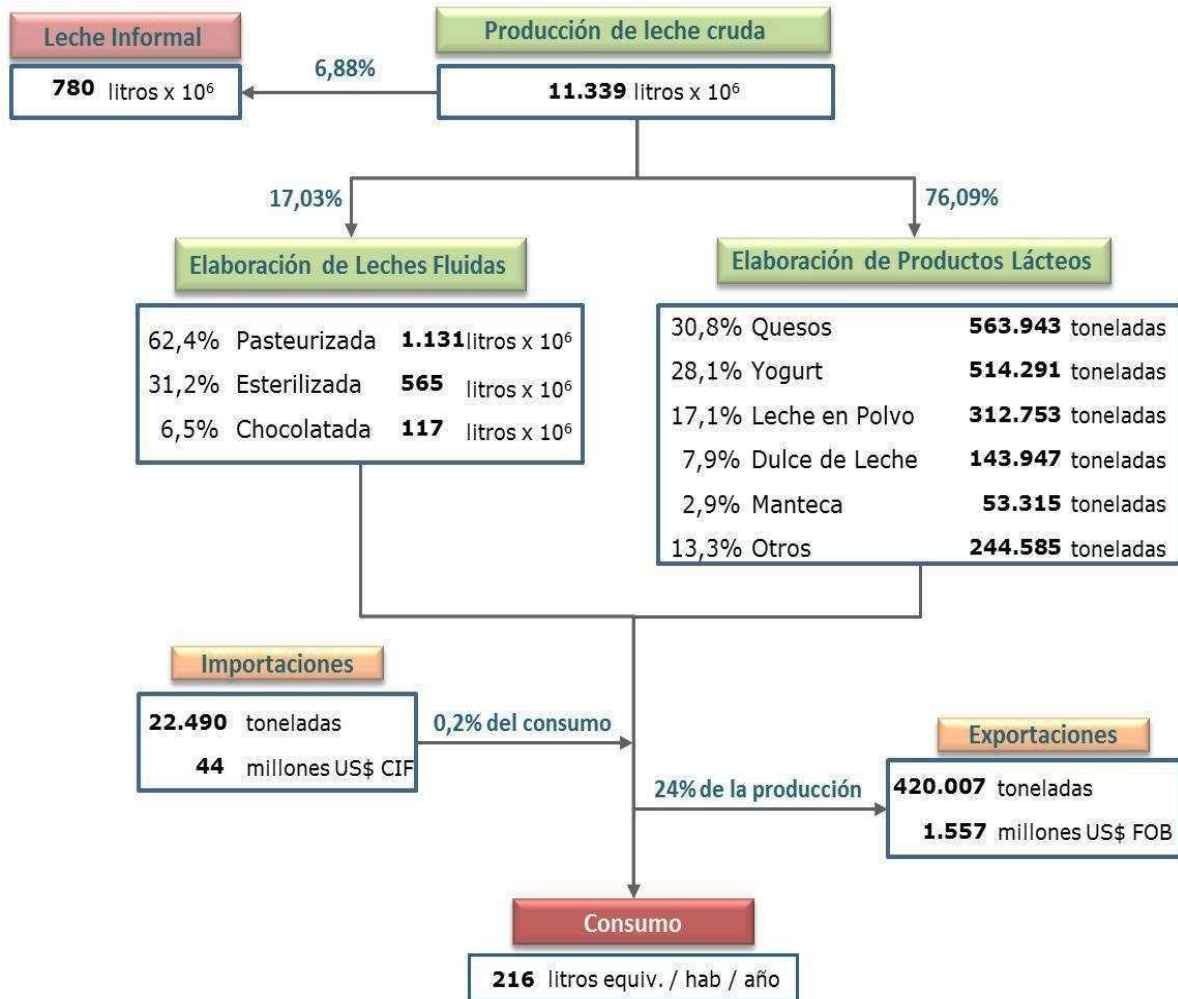 Leche Informal
780 litros x 10⁶
6,88%
Producción de leche cruda
11.339 litros x 10⁶
17,03%
76,09%
Elaboración de Leches Fluidas
62,4% Pasteurizada 1.131 litros x 10⁶
31,2% Esterilizada 565 litros x 10⁶
6,5% Chocolatada 117 litros x 10⁶
Elaboración de Productos Lácteos
30,8% Quesos 563.943 toneladas
28,1% Yogurt 514.291 toneladas
17,1% Leche en Polvo 312.753 toneladas
7,9% Dulce de Leche 143.947 toneladas
2,9% Manteca 53.315 toneladas
13,3% Otros 244.585 toneladas
Importaciones
22.490 toneladas
44 millones US$ CIF
0,2% del consumo
24% de la producción
Exportaciones
420.007 toneladas
1.557 millones US$ FOB
Consumo
216 litros equiv. / hab / año